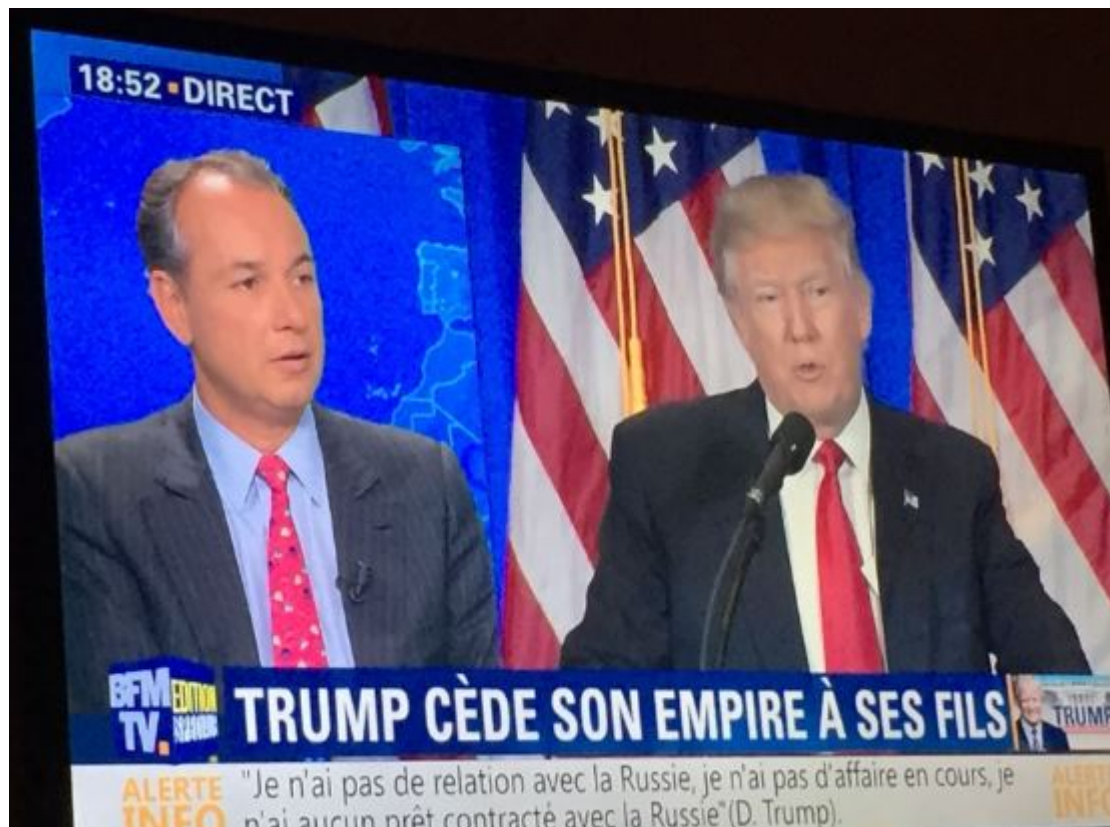 18:52 ▪ DIRECT
BFM
TV.
EDITION
TRUMP CÈDE SON EMPIRE À SES FILS
TRUMP
ALERTE
INFO
"Je n'ai pas de relation avec la Russie, je n'ai pas d'affaire en cours, je
n'ai aucun prêt contracté avec la Russie"(D. Trump).
ALERTE
INFO